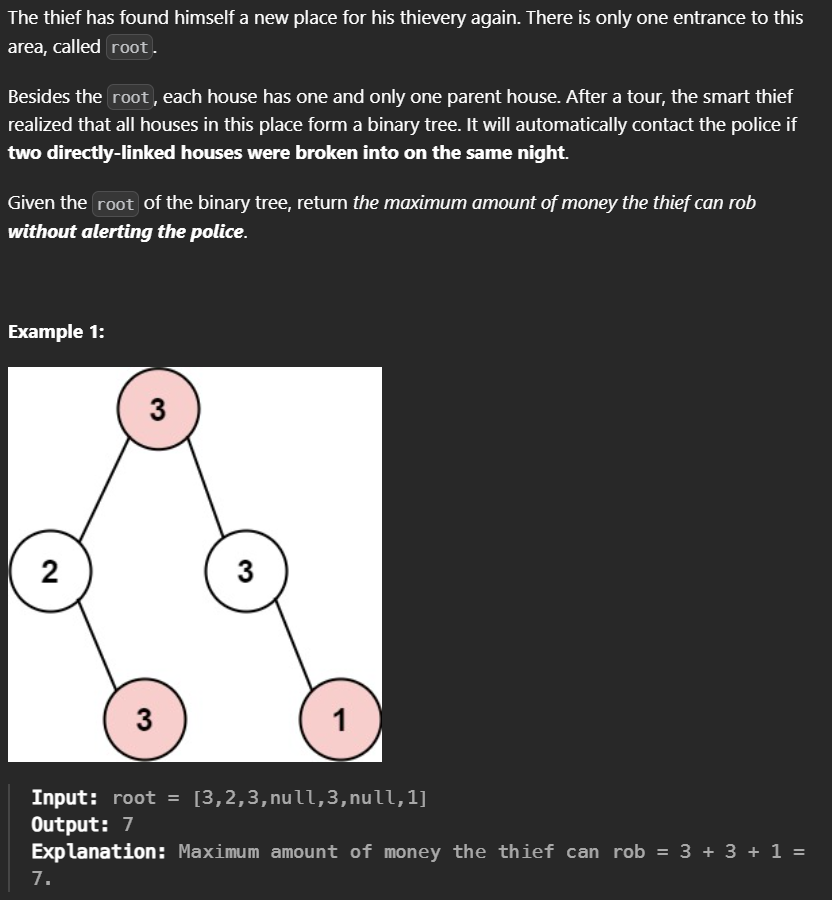 The thief has found himself a new place for his thievery again. There is only one entrance to this
area, called root.
Besides the root, each house has one and only one parent house. After a tour, the smart thief
realized that all houses in this place form a binary tree. It will automatically contact the police if
two directly-linked houses were broken into on the same night.
Given the root of the binary tree, return the maximum amount of money the thief can rob
without alerting the police.
Example 1:
3
2
3
3
1
Input: root = [3,2,3,null,3,null,1]
Output: 7
Explanation: Maximum amount of money the thief can rob = 3 + 3 + 1 =
7.